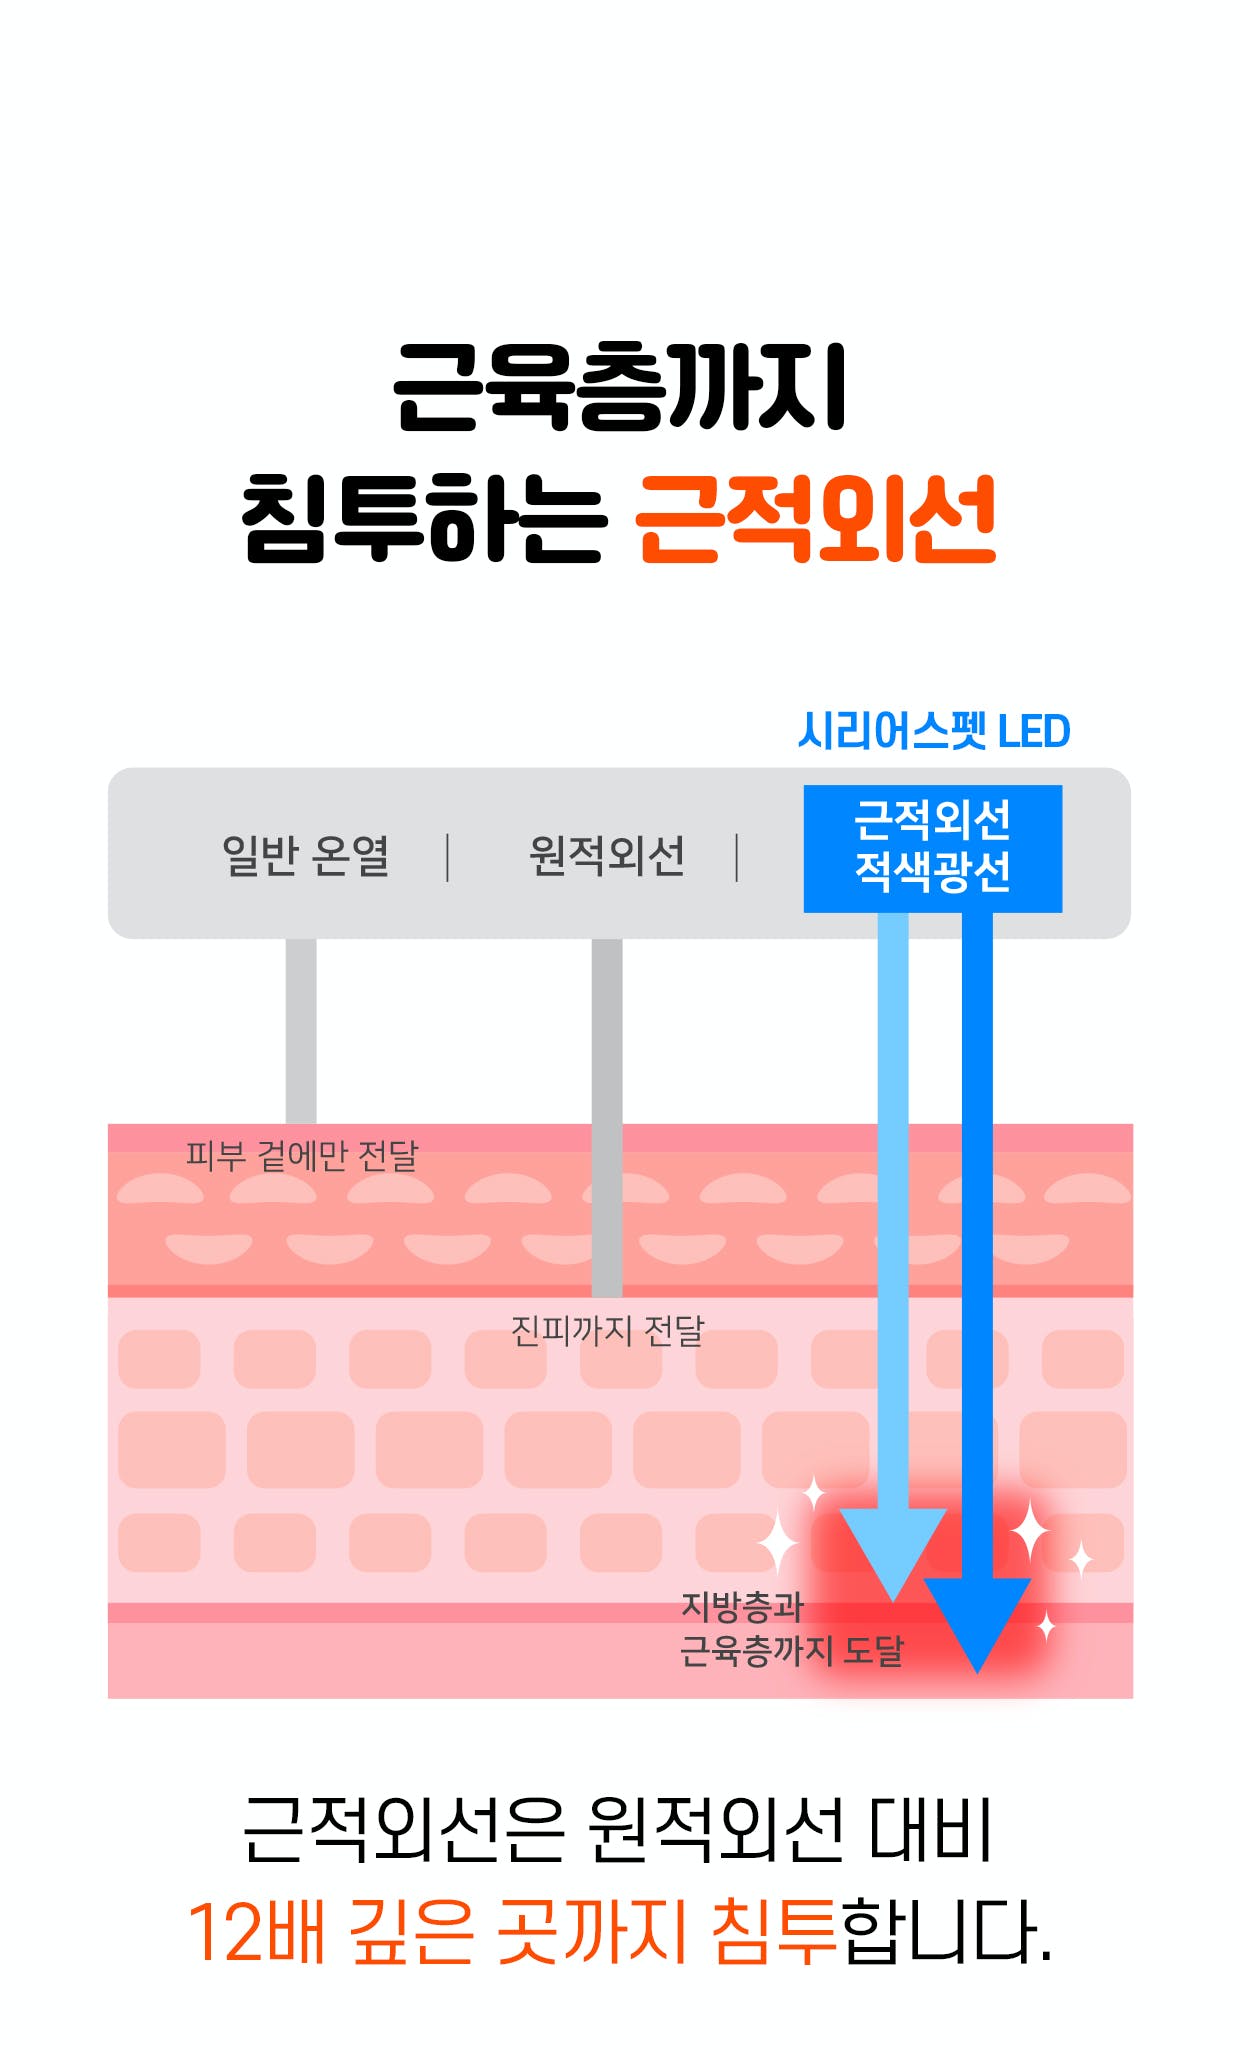 근육층까지
침투하는 근적외선
시리어스펫 LED
일반 온열 | 원적외선 |
근적외선
적색광선
피부 겉에만 전달
진피까지 전달
지방층과
근육층까지 도달
근적외선은 원적외선 대비
12배 깊은 곳까지 침투합니다.